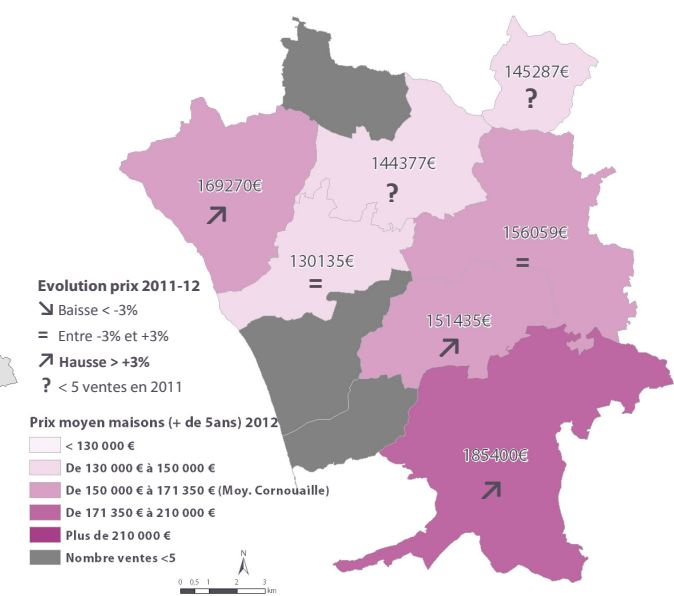 145287€
?
144377€
?
169270€
156059€
=
130135€
=
Evolution prix 2011-12
Baisse < -3%
= Entre -3% et +3%
Hausse > +3%
? < 5 ventes en 2011
151435€
Prix moyen maisons (+ de 5ans) 2012
< 130 000 €
De 130 000 € à 150 000 €
De 150 000 € à 171 350 € (Moy. Cornouaille)
De 171 350 € à 210 000 €
Plus de 210 000 €
Nombre ventes <5
185400€
N
0 0,5 1 2 3
km